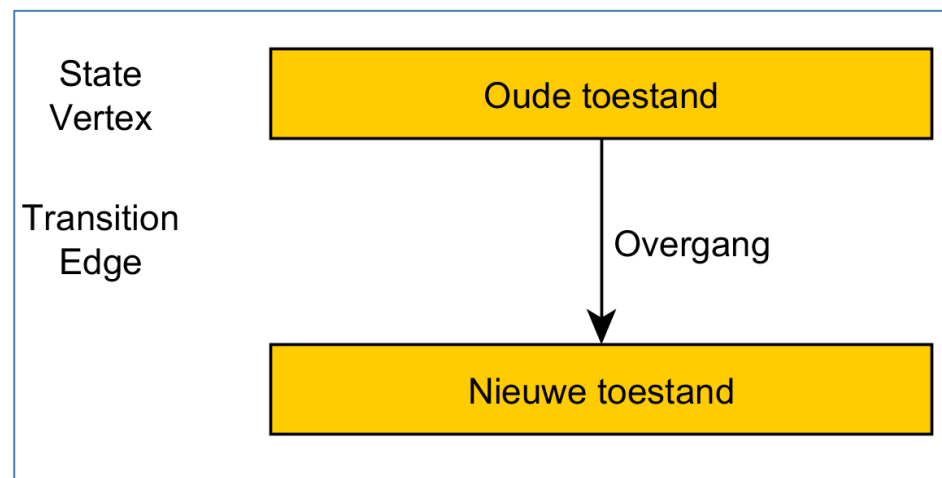 State
Vertex
Oude toestand
Transition
Edge
Overgang
Nieuwe toestand